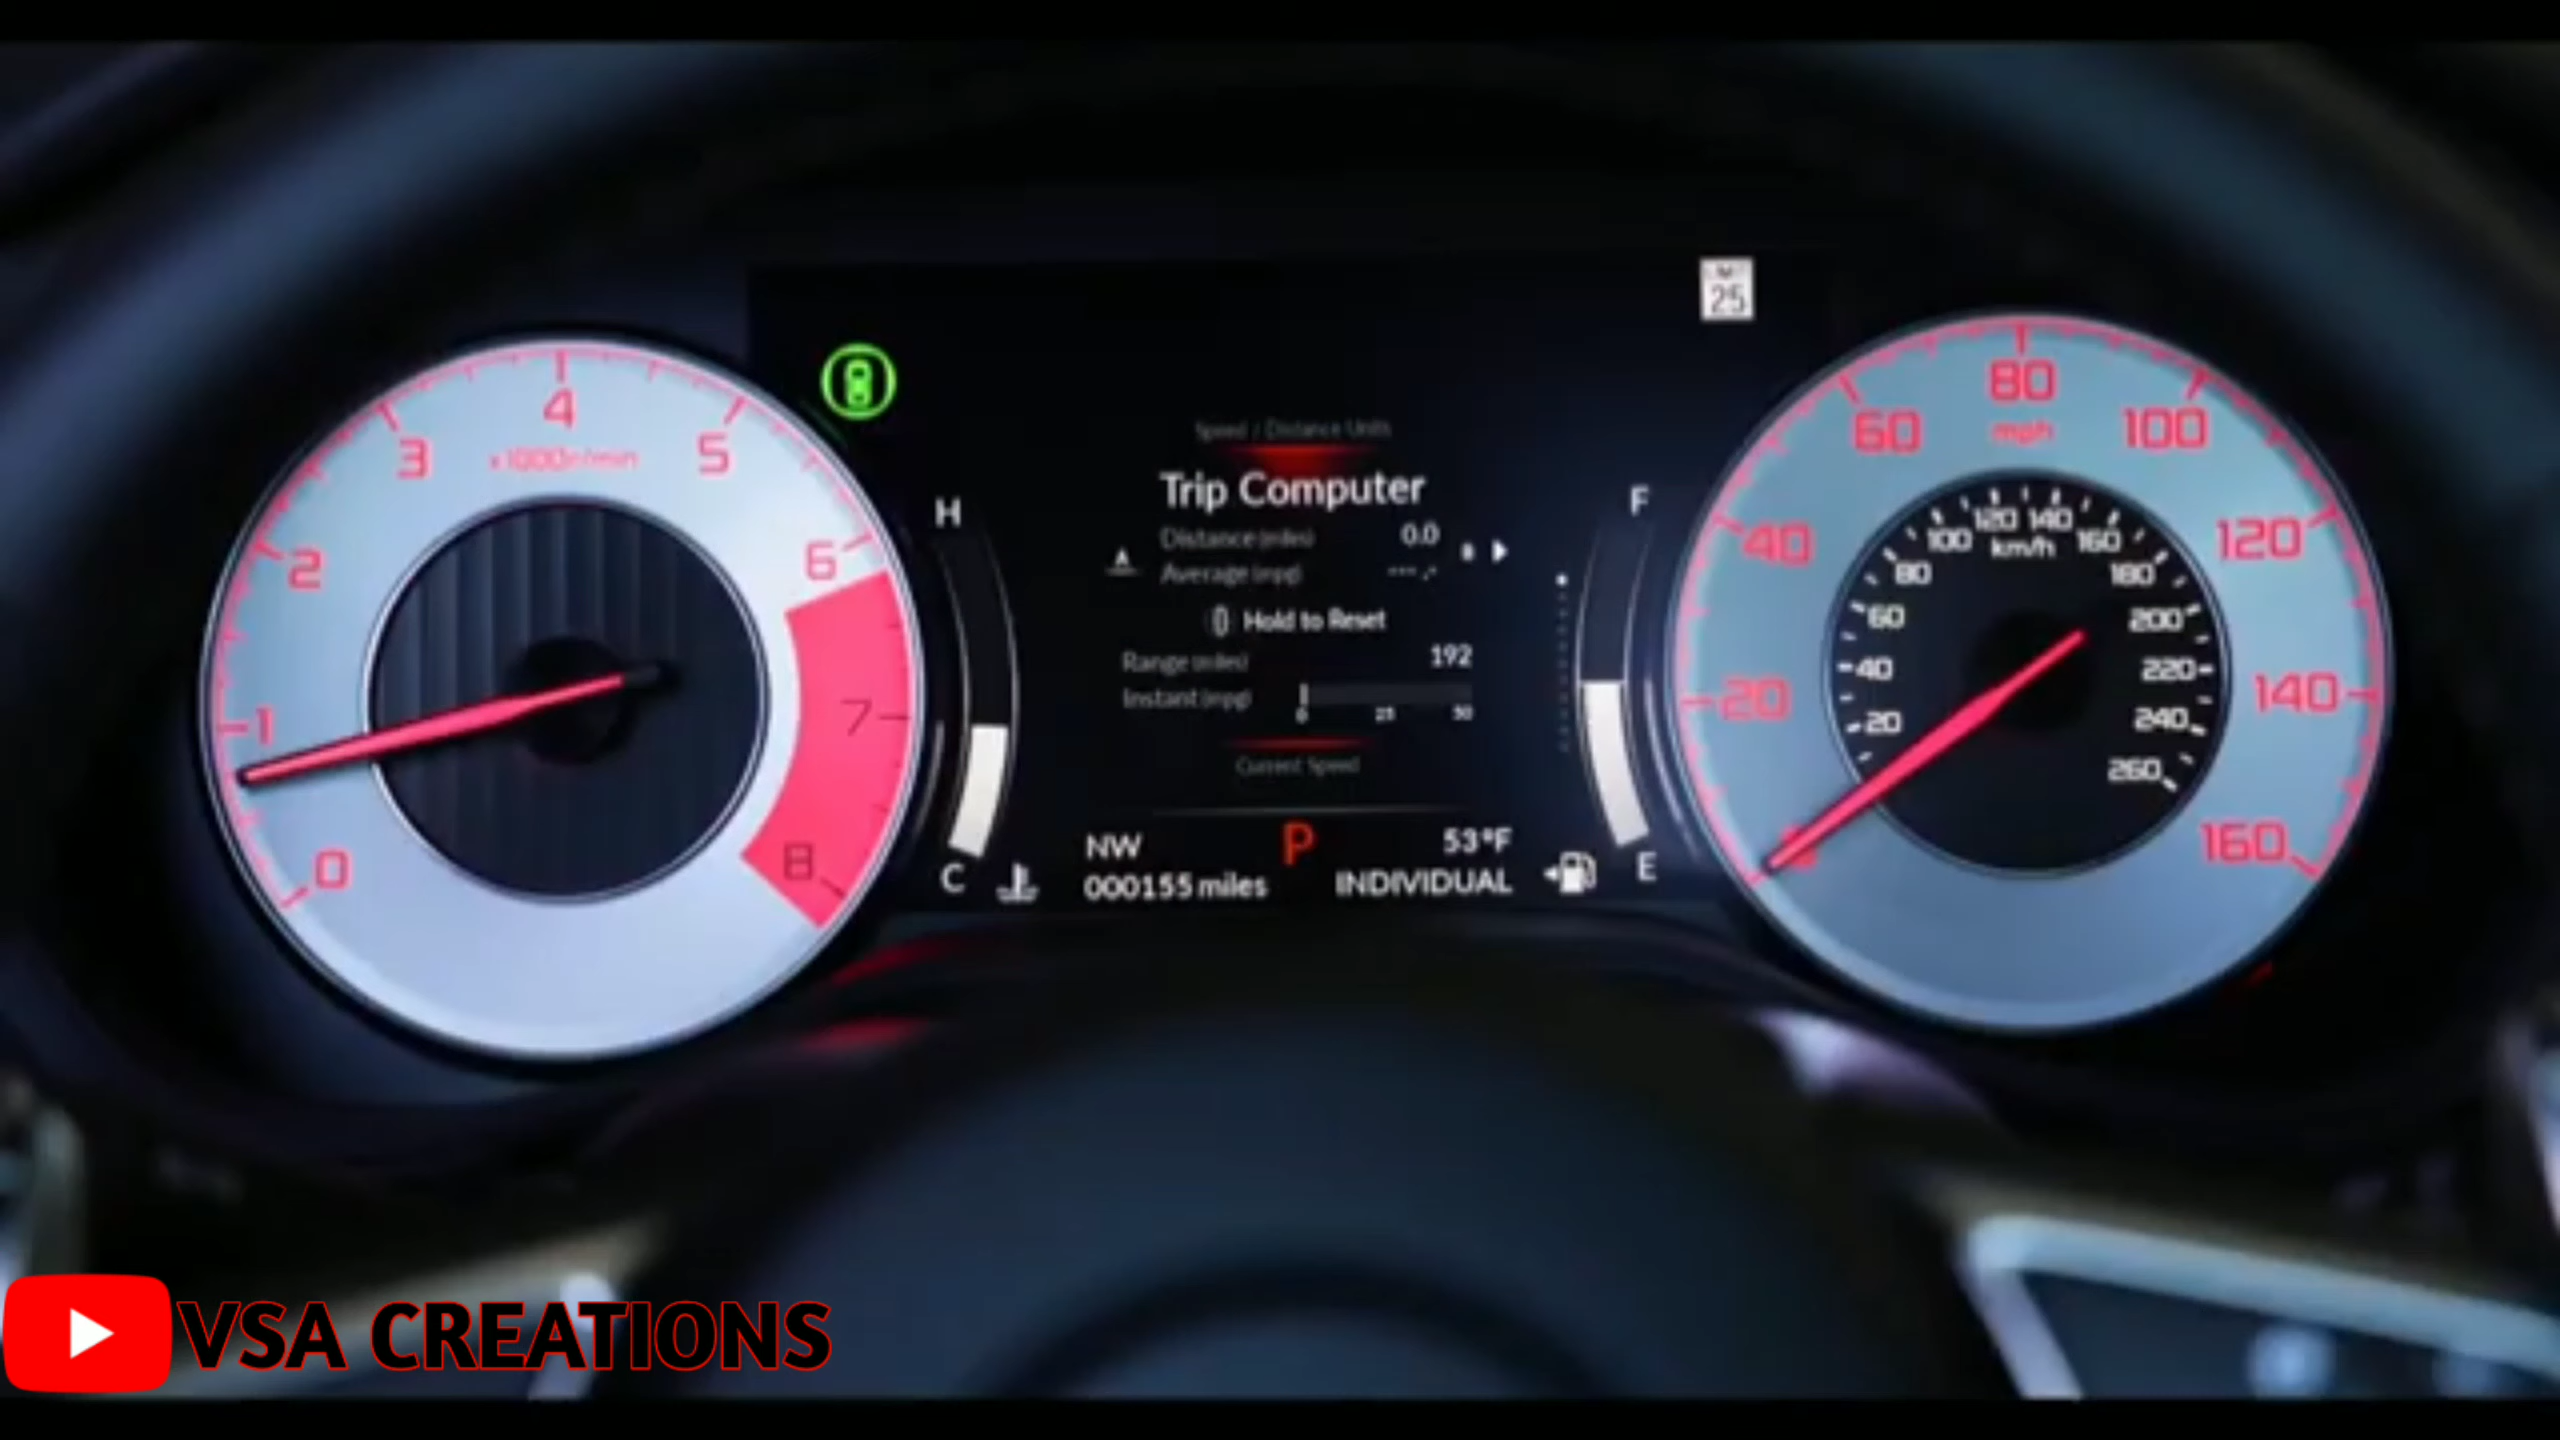 25
Speed / Distance Units
Trip Computer
Distance (miles) 0.0
A
B
Average (mpg) ---.-
Hold to Reset
Range (miles) 192
Instant (mpg)
0 25 50
Current Speed
NW P 53°F
000155 miles INDIVIDUAL
H
C
F
E
0 1 2 3 4 5 6 7 8
x1000r/min
20 40 60 80 100 120 140 160
mph
20 40 60 80 100 120 140 160 180 200 220 240 260
km/h
VSA CREATIONS